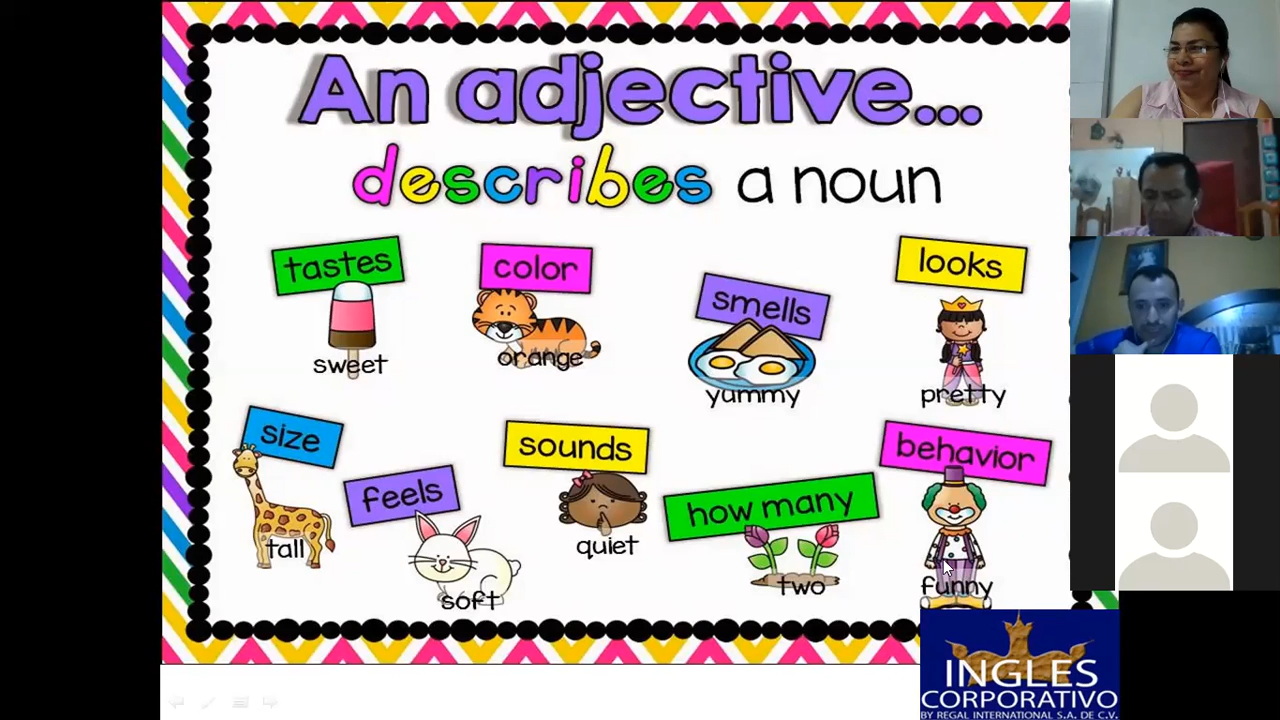 An adjective...
describes a noun
tastes
sweet
color
orange
smells
yummy
looks
pretty
size
tall
feels
soft
sounds
quiet
how many
two
behavior
funny
INGLES
CORPORATIVO
BY REGAL INTERNATIONAL S.A. DE C.V.